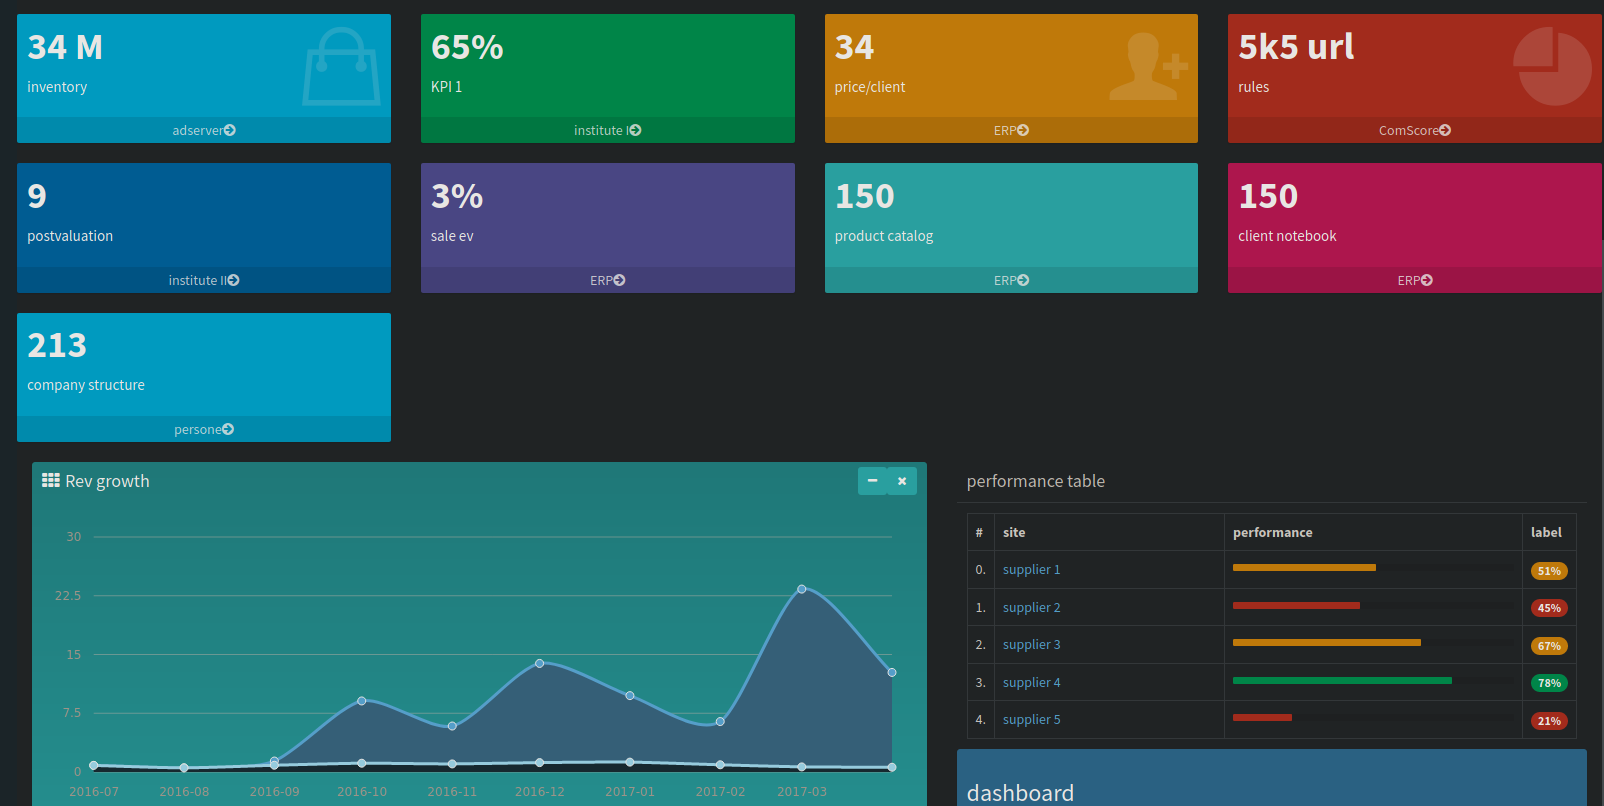 34 M
inventory
adserver
65%
KPI 1
institute I
34
price/client
ERP
5k5 url
rules
ComScore
9
postvaluation
institute II
3%
sale ev
ERP
150
product catalog
ERP
150
client notebook
ERP
213
company structure
persone
Rev growth
30
22.5
15
7.5
0
2016-07 2016-08 2016-09 2016-10 2016-11 2016-12 2017-01 2017-02 2017-03
performance table
# site performance label
0. supplier 1 51%
1. supplier 2 45%
2. supplier 3 67%
3. supplier 4 78%
4. supplier 5 21%
dashboard